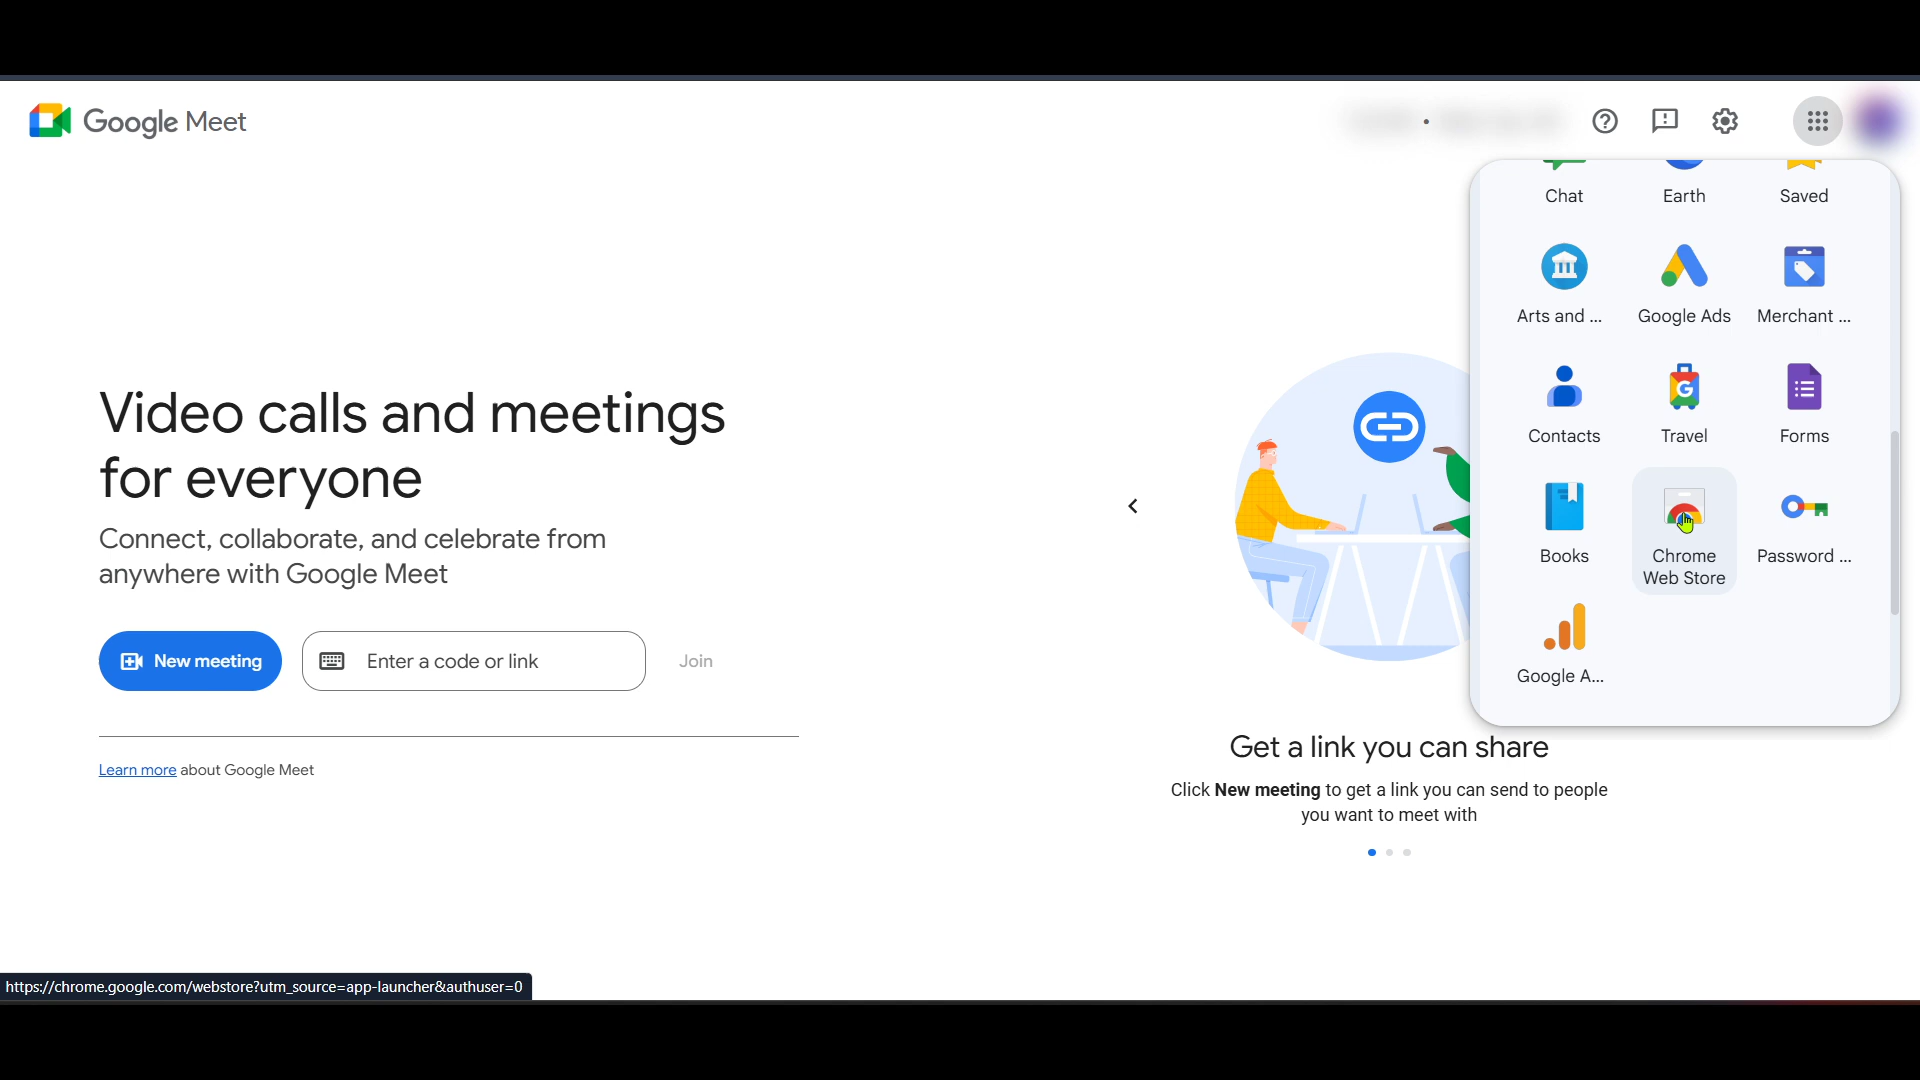 Google Meet
Chat
Earth
Saved
Arts and ...
Google Ads
Merchant ...
Contacts
Travel
Forms
Books
Chrome
Web Store
Password ...
Google A...
Video calls and meetings
for everyone
Connect, collaborate, and celebrate from
anywhere with Google Meet
New meeting
Enter a code or link
Join
Learn more about Google Meet
Get a link you can share
Click New meeting to get a link you can send to people
you want to meet with
https://chrome.google.com/webstore?utm_source=app-launcher&authuser=0